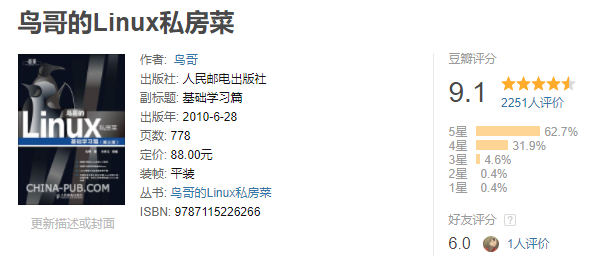 鸟哥的Linux私房菜
鸟哥的
Linux
私房菜
基础学习篇(第三版)
CHINA-PUB.COM
更新描述或封面
作者: 鸟哥
出版社: 人民邮电出版社
副标题: 基础学习篇
出版年: 2010-6-28
页数: 778
定价: 88.00元
装帧: 平装
丛书: 鸟哥的Linux私房菜
ISBN: 9787115226266
豆瓣评分
9.1
2251人评价
5星 62.7%
4星 31.9%
3星 4.6%
2星 0.4%
1星 0.4%
好友评分 ?
6.0 1人评价